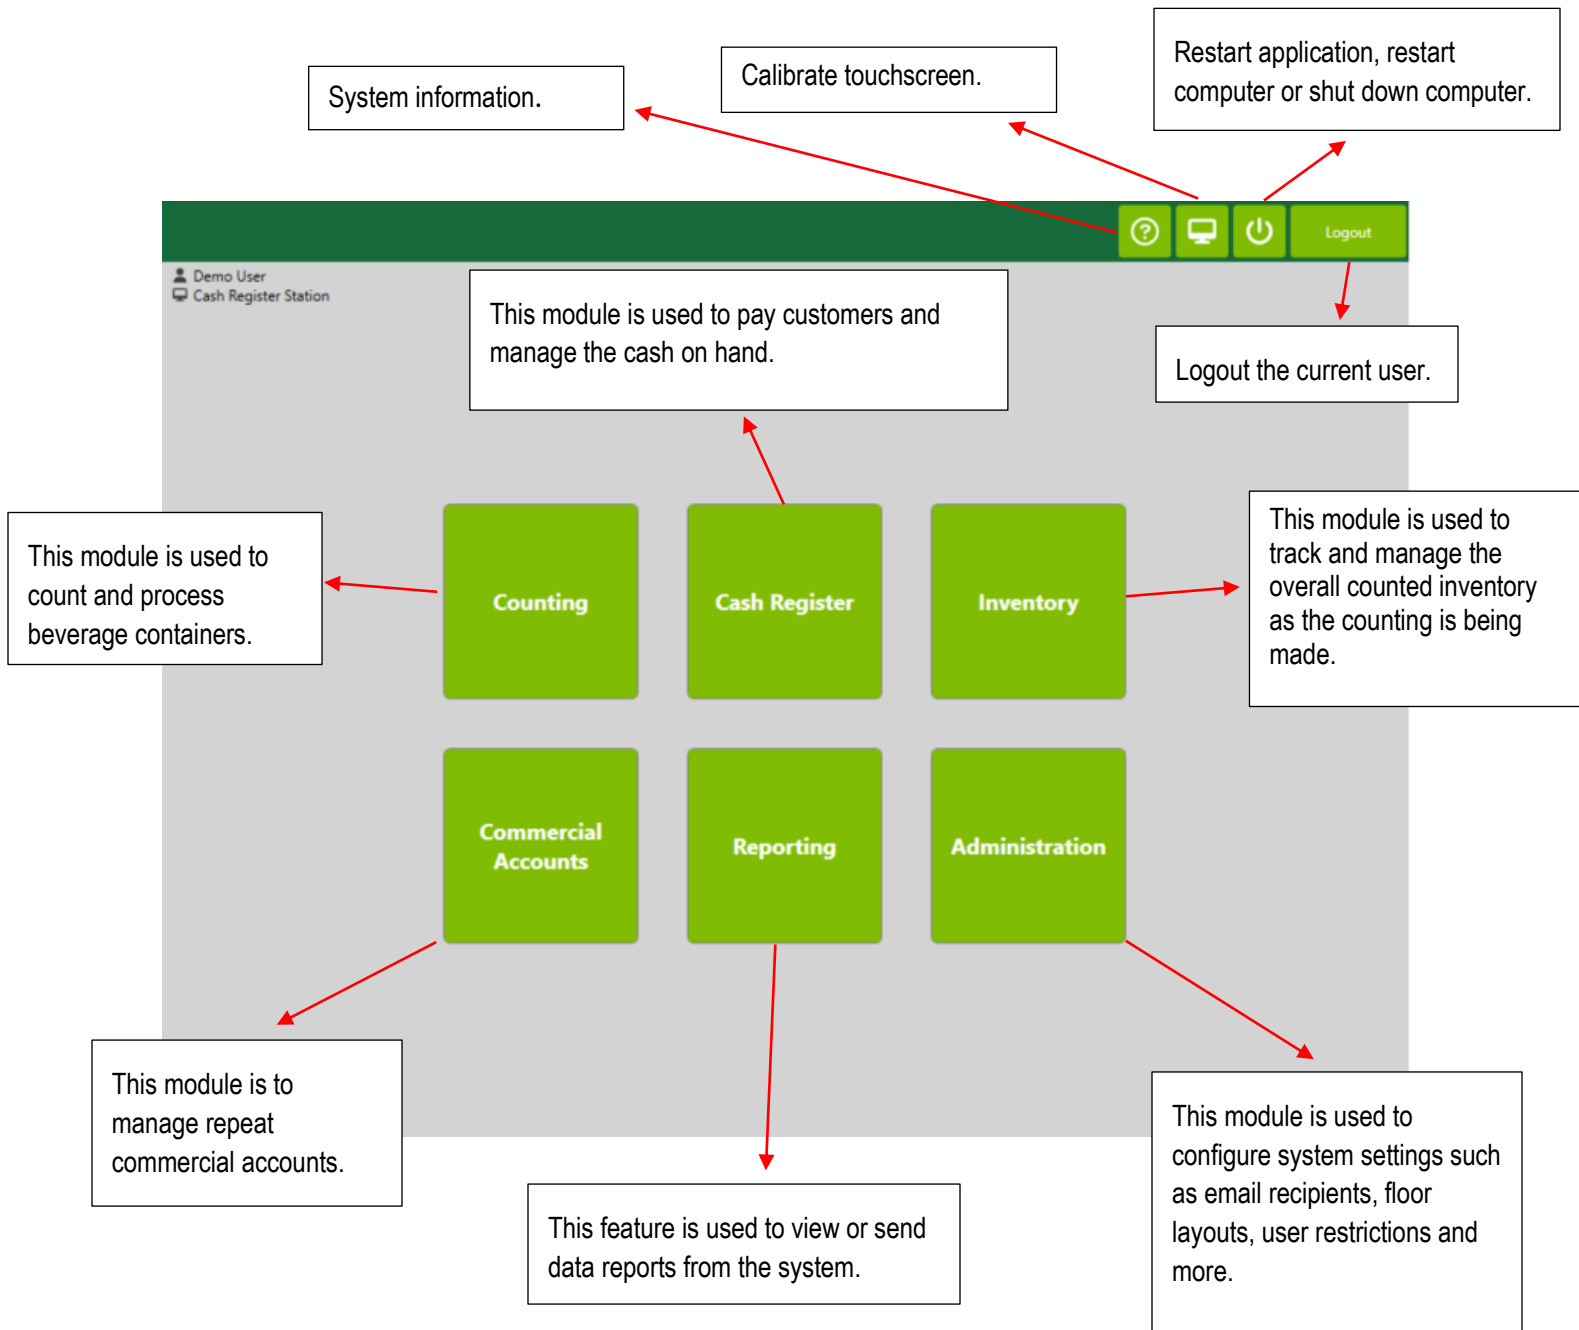 Restart application, restart
computer or shut down computer.
Calibrate touchscreen.
System information.
Logout
Demo User
Cash Register Station
This module is used to pay customers and
manage the cash on hand.
Logout the current user.
This module is used to
count and process
beverage containers.
Counting
Cash Register
Inventory
This module is used to
track and manage the
overall counted inventory
as the counting is being
made.
Commercial
Accounts
Reporting
Administration
This module is to
manage repeat
commercial accounts.
This feature is used to view or send
data reports from the system.
This module is used to
configure system settings such
as email recipients, floor
layouts, user restrictions and
more.